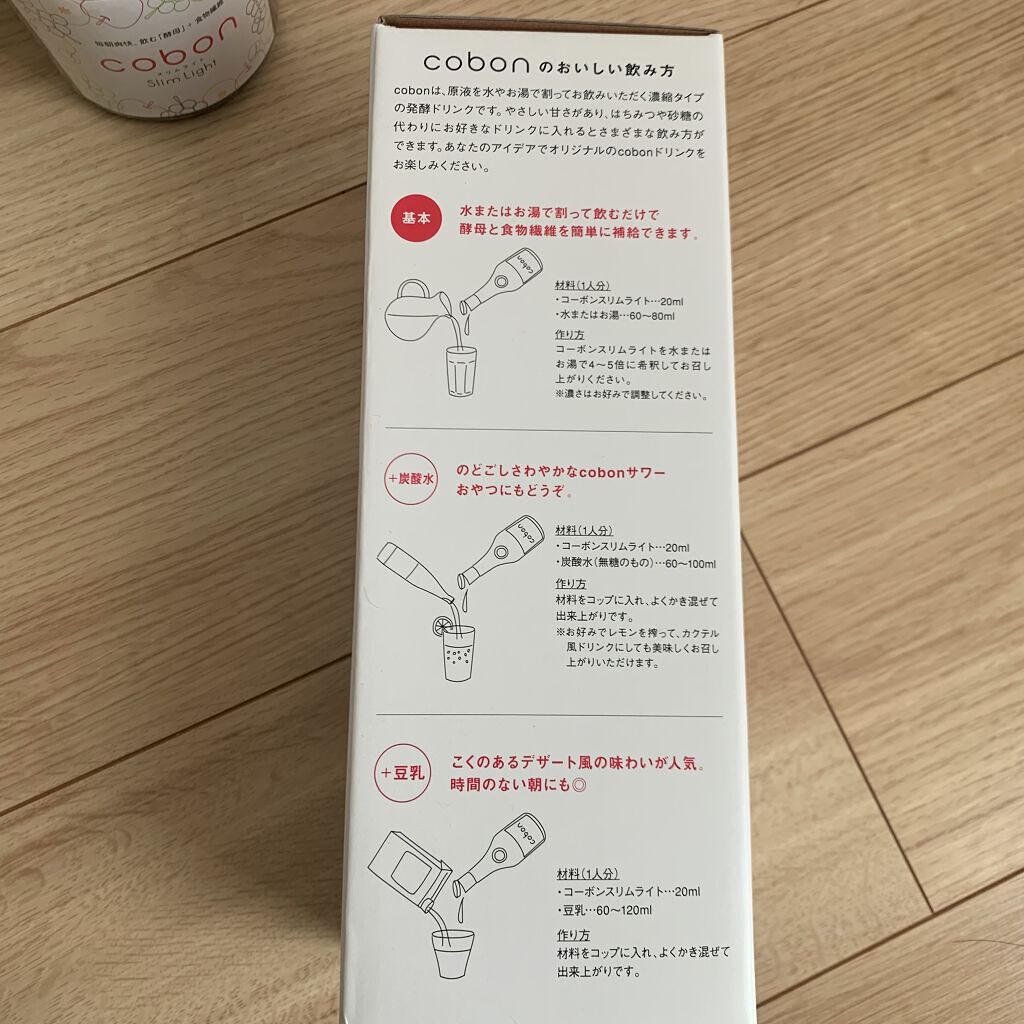 毎朝爽快、飲む「酵母」+食物繊維
cobon
スリムライト
Slim Light
cobonのおいしい飲み方
cobonは、原液を水やお湯で割ってお飲みいただく濃縮タイプ
の発酵ドリンクです。やさしい甘さがあり、はちみつや砂糖の
代わりにお好きなドリンクに入れるとさまざまな飲み方が
できます。あなたのアイデアでオリジナルのcobonドリンクを
お楽しみください。
基本
水またはお湯で割って飲むだけで
酵母と食物繊維を簡単に補給できます。
cobon
材料(1人分)
・コーボンスリムライト…20ml
・水またはお湯…60〜80ml
作り方
コーボンスリムライトを水または
お湯で4〜5倍に希釈してお召し
上がりください。
※濃さはお好みで調整してください。
+炭酸水
のどごしさわやかなcobonサワー
おやつにもどうぞ。
cobon
材料(1人分)
・コーボンスリムライト…20ml
・炭酸水(無糖のもの)…60〜100ml
作り方
材料をコップに入れ、よくかき混ぜて
出来上がりです。
※お好みでレモンを搾って、カクテル
風ドリンクにしても美味しくお召し
上がりいただけます。
+豆乳
こくのあるデザート風の味わいが人気。
時間のない朝にも◎
cobon
材料(1人分)
・コーボンスリムライト…20ml
・豆乳…60〜120ml
作り方
材料をコップに入れ、よくかき混ぜて
出来上がりです。